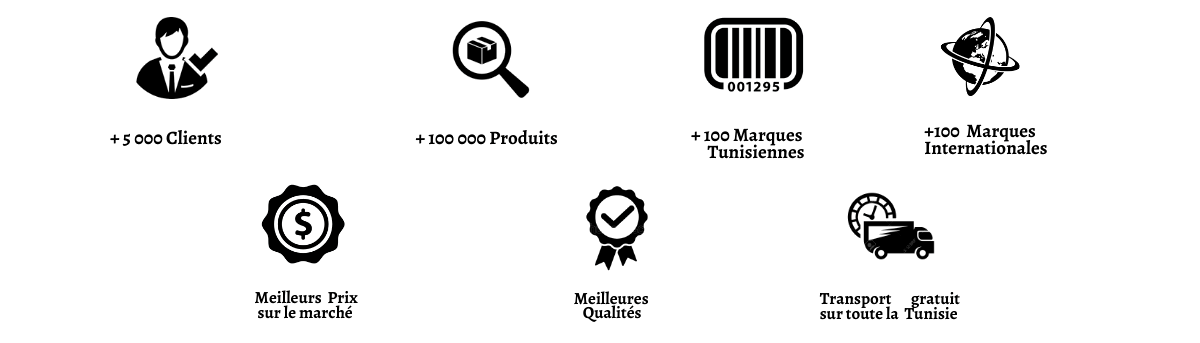 001295
+ 5 000 Clients
+ 100 000 Produits
+ 100 Marques
Tunisiennes
+100 Marques
Internationales
$
Meilleurs Prix
sur le marché
Meilleures
Qualités
Transport gratuit
sur toute la Tunisie